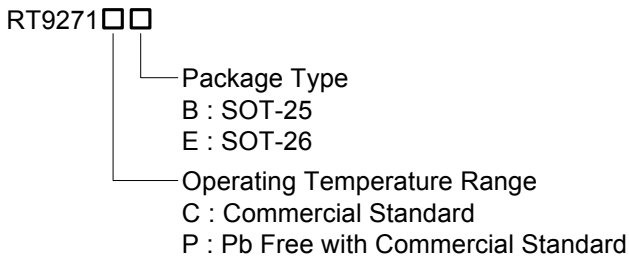 RT9271□□
Package Type
B : SOT-25
E : SOT-26
Operating Temperature Range
C : Commercial Standard
P : Pb Free with Commercial Standard